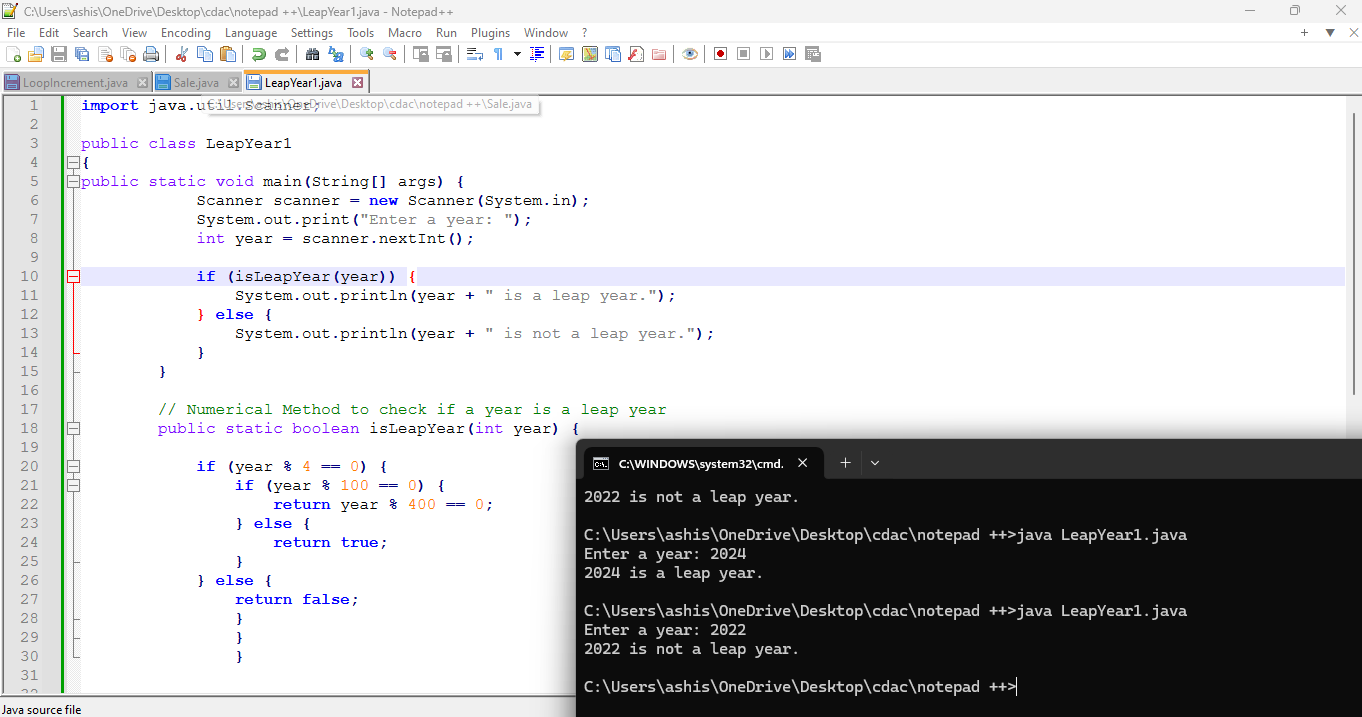 C:\Users\ashis\OneDrive\Desktop\cdac\notepad ++\LeapYear1.java - Notepad++
File Edit Search View Encoding Language Settings Tools Macro Run Plugins Window ?
LoopIncrement.java Sale.java LeapYear1.java
C:\Users\ashis\OneDrive\Desktop\cdac\notepad ++\Sale.java
1 import java.util.Scanner;
2
3 public class LeapYear1
4 {
5 public static void main(String[] args) {
6 Scanner scanner = new Scanner(System.in);
7 System.out.print("Enter a year: ");
8 int year = scanner.nextInt();
9
10 if (isLeapYear(year)) {
11 System.out.println(year + " is a leap year.");
12 } else {
13 System.out.println(year + " is not a leap year.");
14 }
15 }
16
17 // Numerical Method to check if a year is a leap year
18 public static boolean isLeapYear(int year) {
19
20 if (year % 4 == 0) {
21 if (year % 100 == 0) {
22 return year % 400 == 0;
23 } else {
24 return true;
25 }
26 } else {
27 return false;
28 }
29 }
30 }
31
32
Java source file
C:\WINDOWS\system32\cmd.
2022 is not a leap year.
C:\Users\ashis\OneDrive\Desktop\cdac\notepad ++>java LeapYear1.java
Enter a year: 2024
2024 is a leap year.
C:\Users\ashis\OneDrive\Desktop\cdac\notepad ++>java LeapYear1.java
Enter a year: 2022
2022 is not a leap year.
C:\Users\ashis\OneDrive\Desktop\cdac\notepad ++>